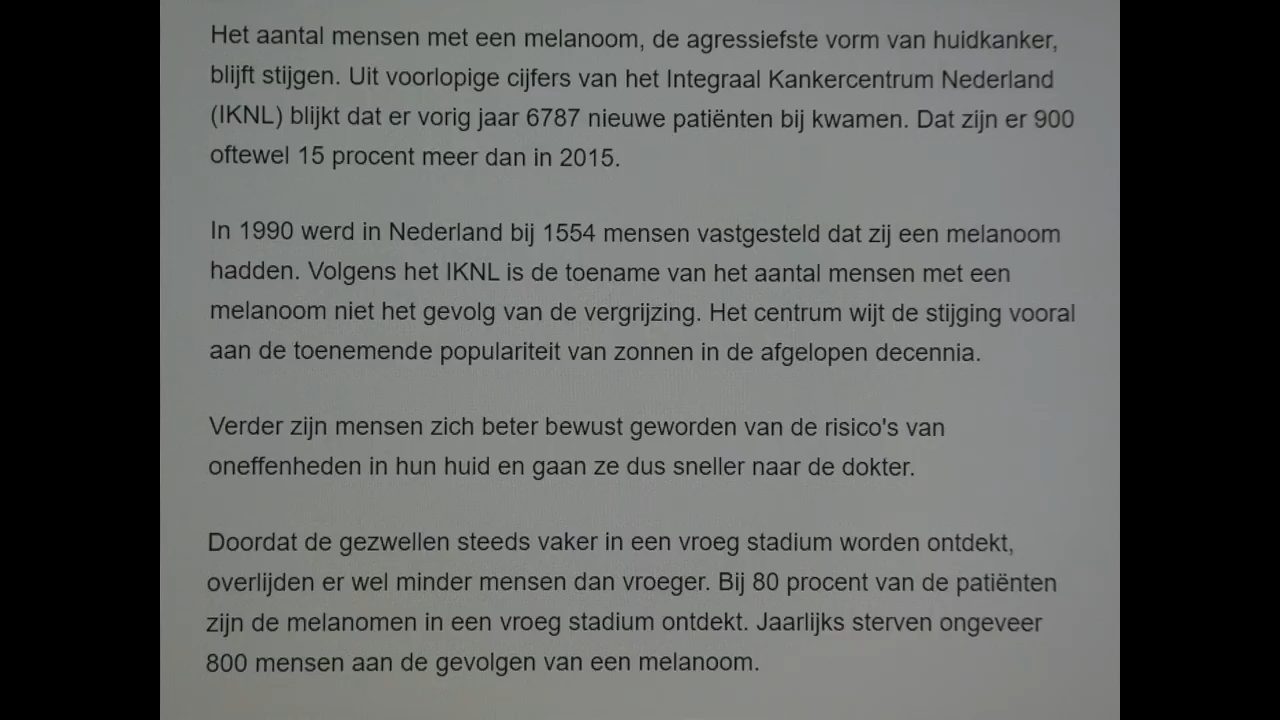 Het aantal mensen met een melanoom, de agressiefste vorm van huidkanker,
blijft stijgen. Uit voorlopige cijfers van het Integraal Kankercentrum Nederland
(IKNL) blijkt dat er vorig jaar 6787 nieuwe patiënten bij kwamen. Dat zijn er 900
oftewel 15 procent meer dan in 2015.
In 1990 werd in Nederland bij 1554 mensen vastgesteld dat zij een melanoom
hadden. Volgens het IKNL is de toename van het aantal mensen met een
melanoom niet het gevolg van de vergrijzing. Het centrum wijt de stijging vooral
aan de toenemende populariteit van zonnen in de afgelopen decennia.
Verder zijn mensen zich beter bewust geworden van de risico's van
oneffenheden in hun huid en gaan ze dus sneller naar de dokter.
Doordat de gezwellen steeds vaker in een vroeg stadium worden ontdekt,
overlijden er wel minder mensen dan vroeger. Bij 80 procent van de patiënten
zijn de melanomen in een vroeg stadium ontdekt. Jaarlijks sterven ongeveer
800 mensen aan de gevolgen van een melanoom.